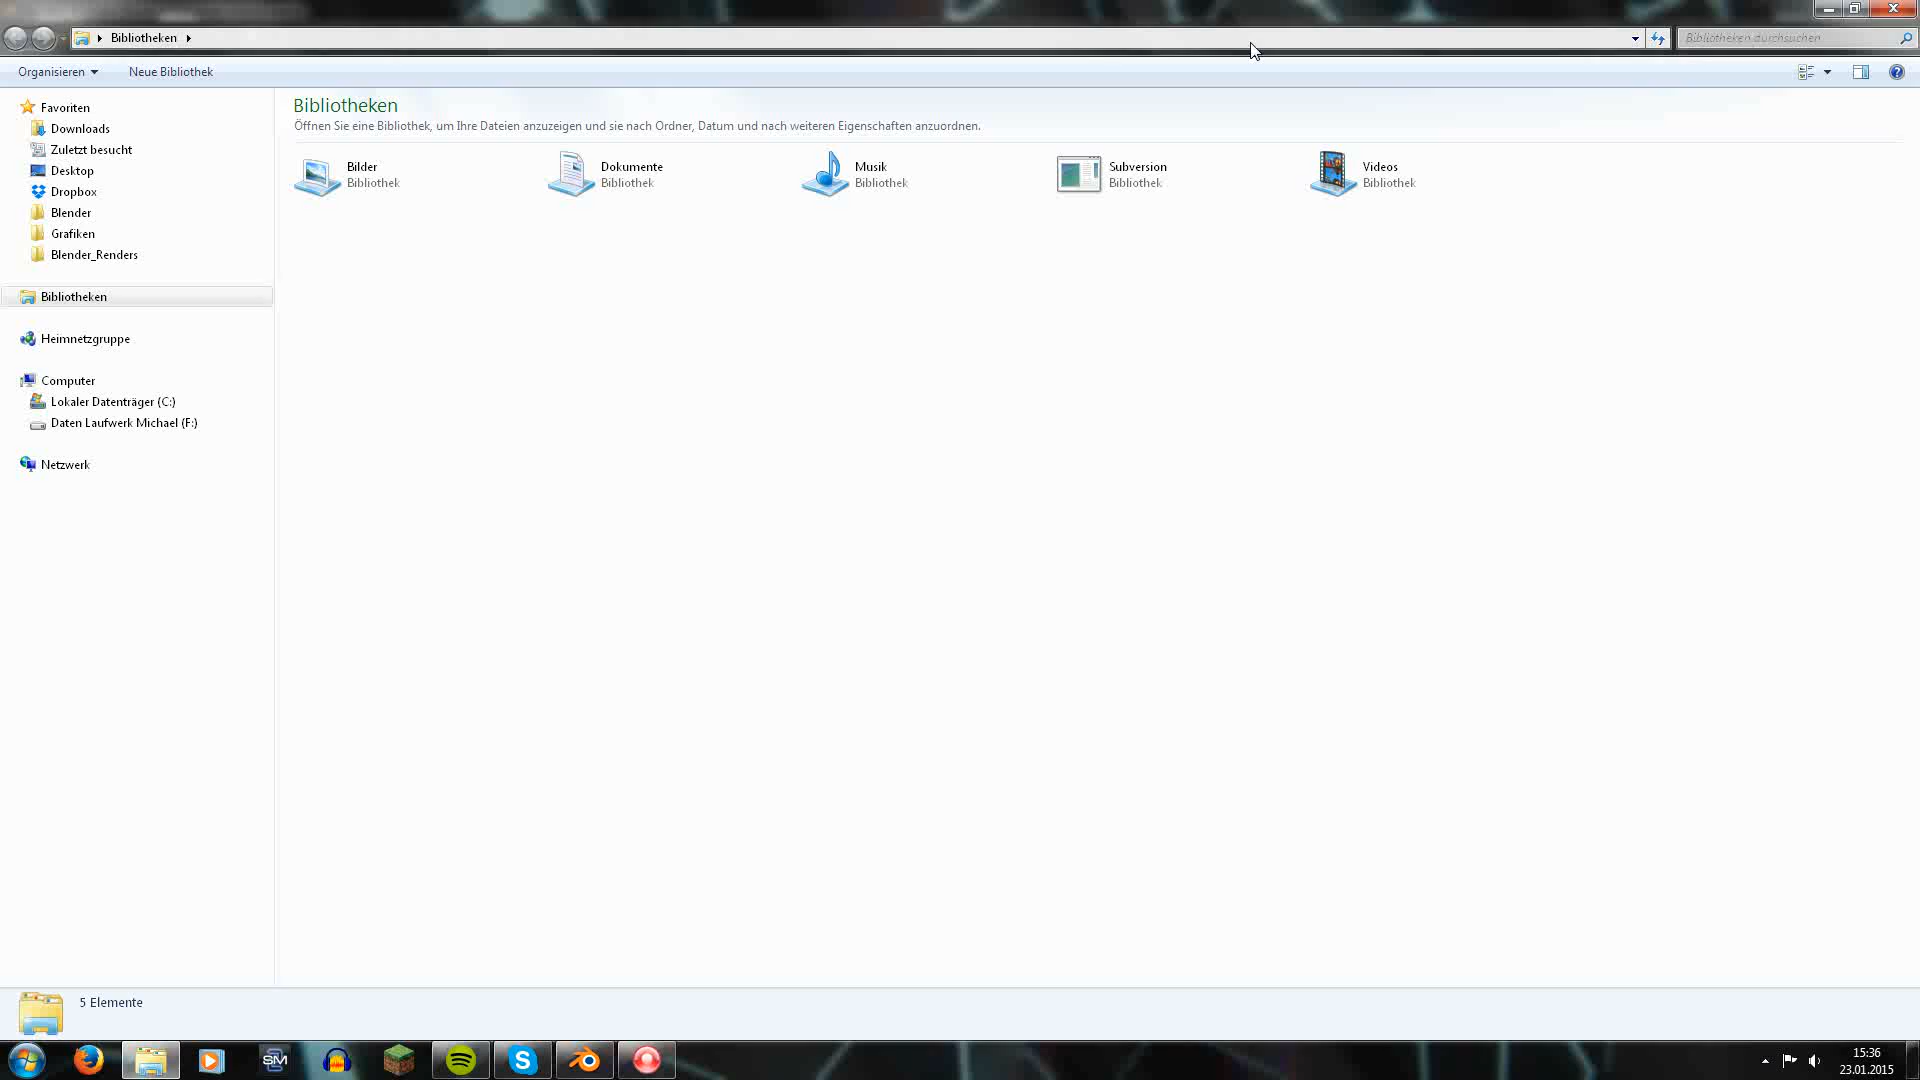 Bibliotheken
Bibliotheken durchsuchen
Organisieren
Neue Bibliothek
Favoriten
Downloads
Zuletzt besucht
Desktop
Dropbox
Blender
Grafiken
Blender_Renders
Bibliotheken
Heimnetzgruppe
Computer
Lokaler Datenträger (C:)
Daten Laufwerk Michael (F:)
Netzwerk
Bibliotheken
Öffnen Sie eine Bibliothek, um Ihre Dateien anzuzeigen und sie nach Ordner, Datum und nach weiteren Eigenschaften anzuordnen.
Bilder
Bibliothek
Dokumente
Bibliothek
Musik
Bibliothek
Subversion
Bibliothek
Videos
Bibliothek
5 Elemente
SM
15:36
23.01.2015